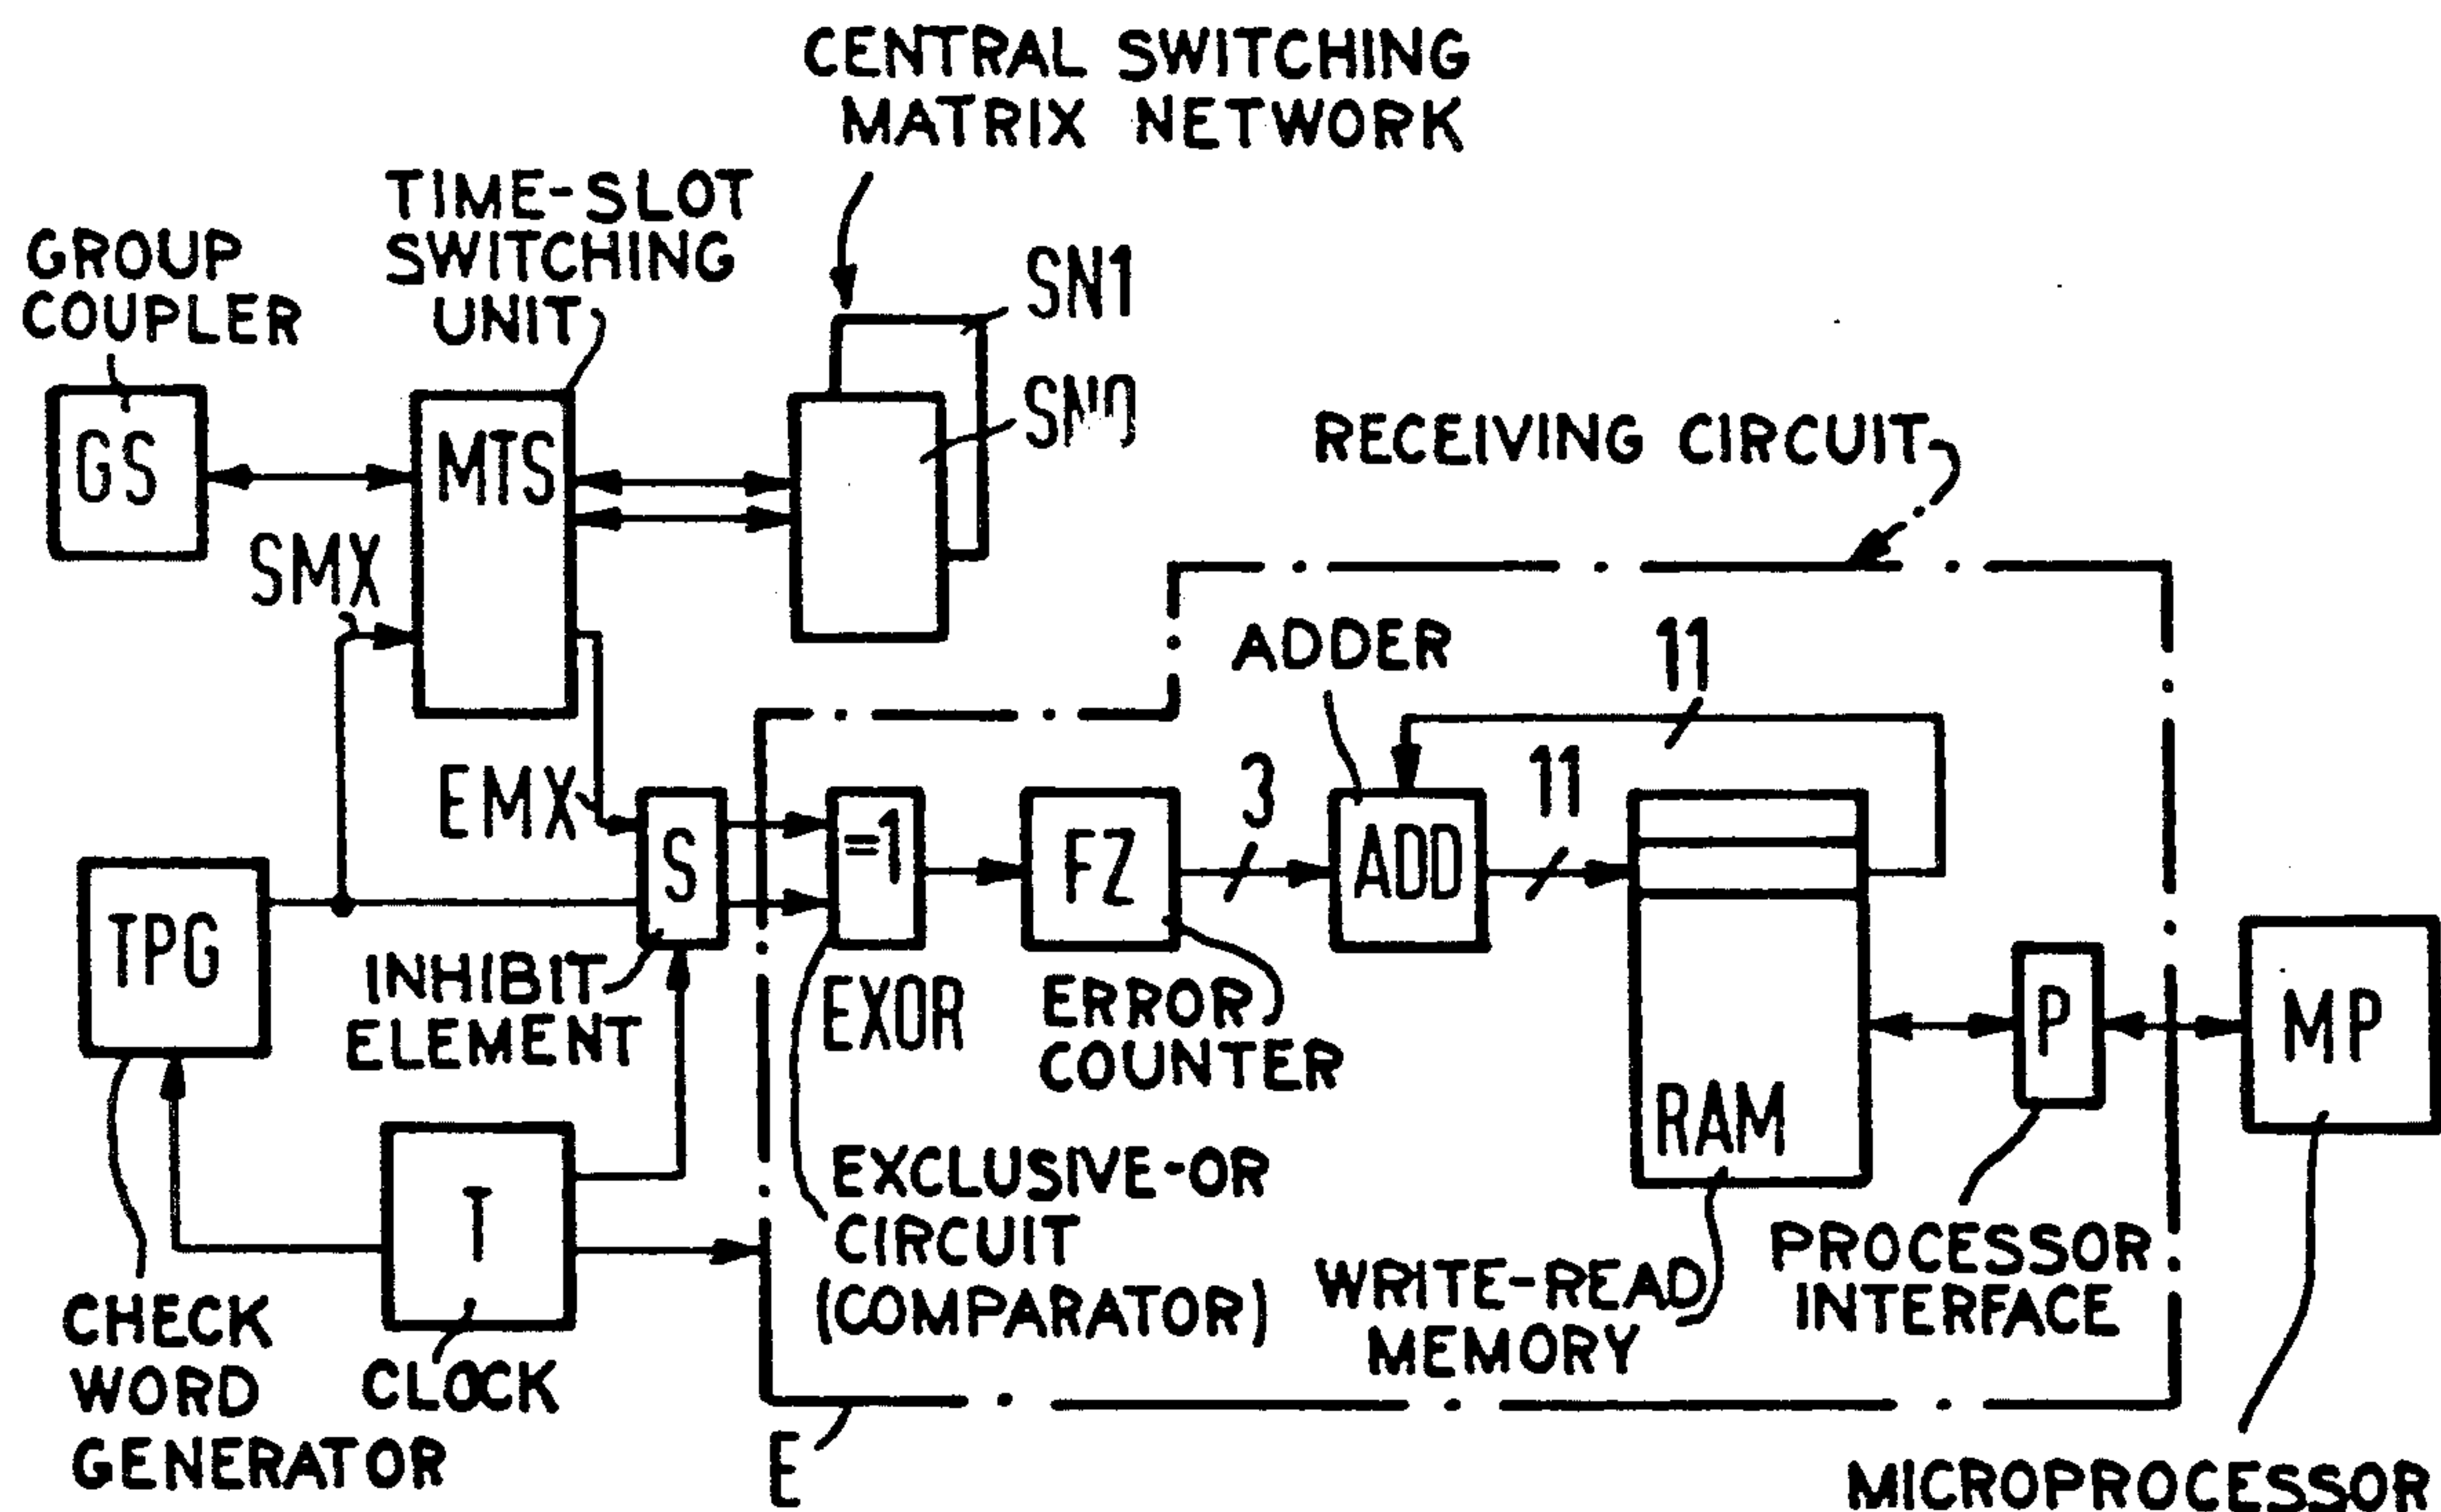 CENTRAL SWITCHING
MATRIX NETWORK
TIME-SLOT
SWITCHING
UNIT
GROUP
COUPLER
SN1
SN0
RECEIVING CIRCUIT
GS
MTS
SMX
ADDER
11
EMX
3
11
S
=1
FZ
ADD
TPG
INHIBIT
ELEMENT
EXOR
ERROR
COUNTER
P
MP
RAM
T
EXCLUSIVE-OR
CIRCUIT
(COMPARATOR)
PROCESSOR
INTERFACE
WRITE-READ
MEMORY
CHECK
WORD
GENERATOR
CLOCK
E
MICROPROCESSOR